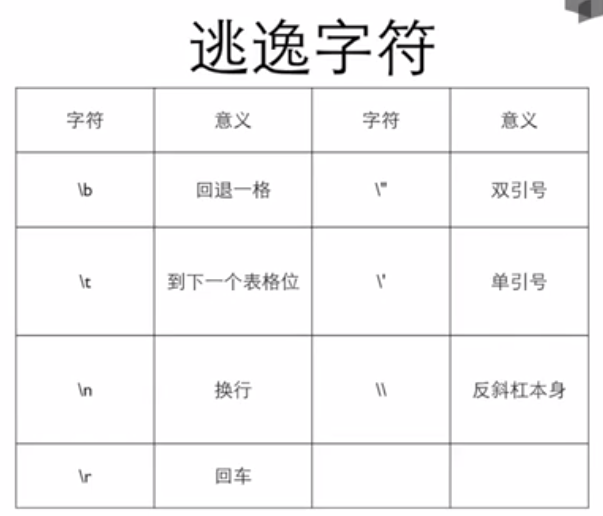 逃逸字符
字符 意义 字符 意义
\b 回退一格 \" 双引号
\t 到下一个表格位 \' 单引号
\n 换行 \\ 反斜杠本身
\r 回车